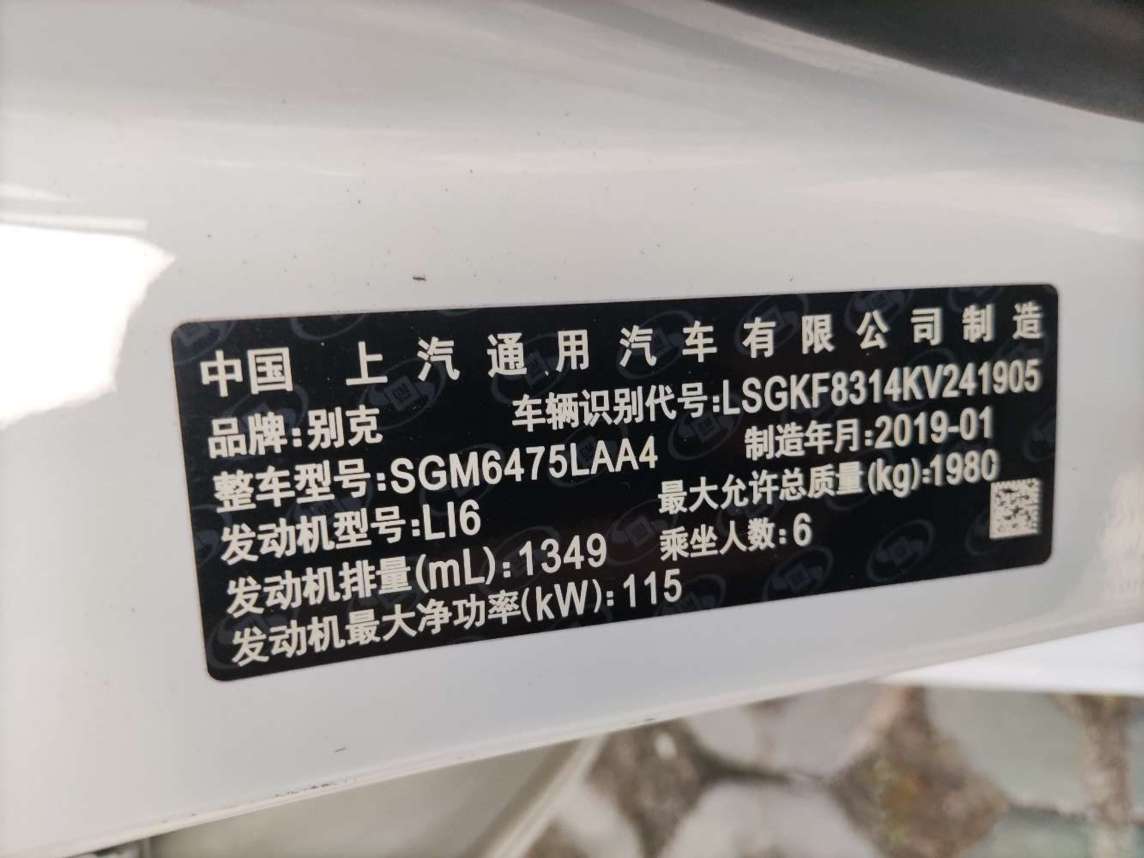 中国 上汽通用汽车有限公司制造
品牌:别克 车辆识别代号:LSGKF8314KV241905
整车型号:SGM6475LAA4 制造年月:2019-01
发动机型号:LI6 最大允许总质量(kg):1980
发动机排量(mL):1349 乘坐人数:6
发动机最大净功率(kW):115